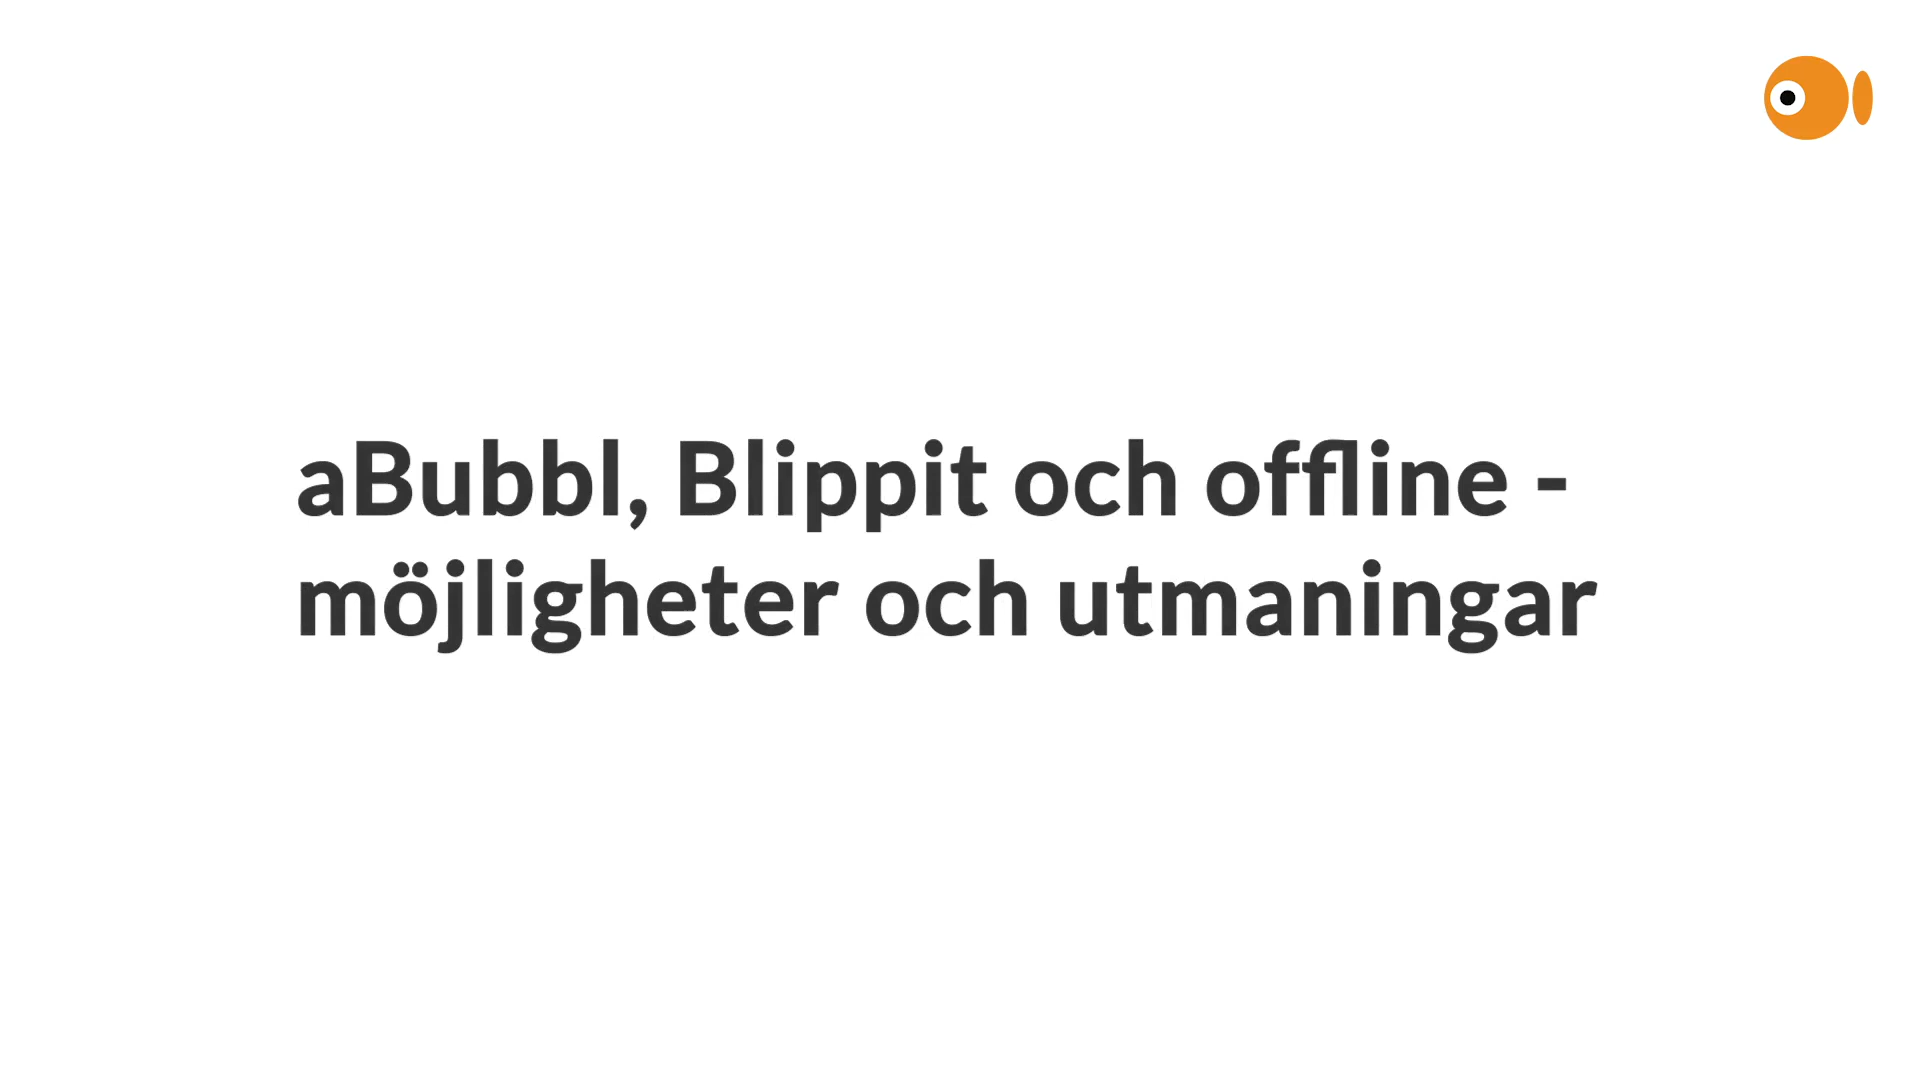 aBubbl, Blippit och offline -
möjligheter och utmaningar